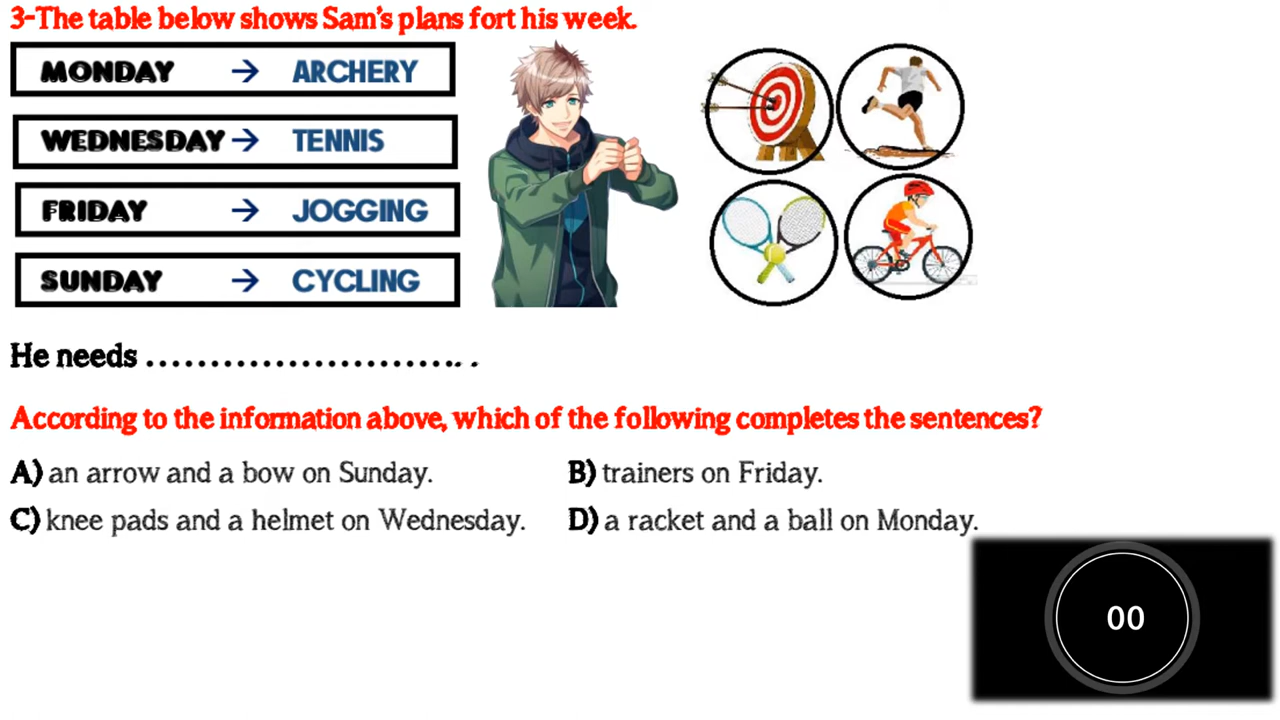 3-The table below shows Sam's plans fort his week.
MONDAY → ARCHERY
WEDNESDAY → TENNIS
FRIDAY → JOGGING
SUNDAY → CYCLING
He needs ............................ .
According to the information above, which of the following completes the sentences?
A) an arrow and a bow on Sunday. B) trainers on Friday.
C) knee pads and a helmet on Wednesday. D) a racket and a ball on Monday.
00